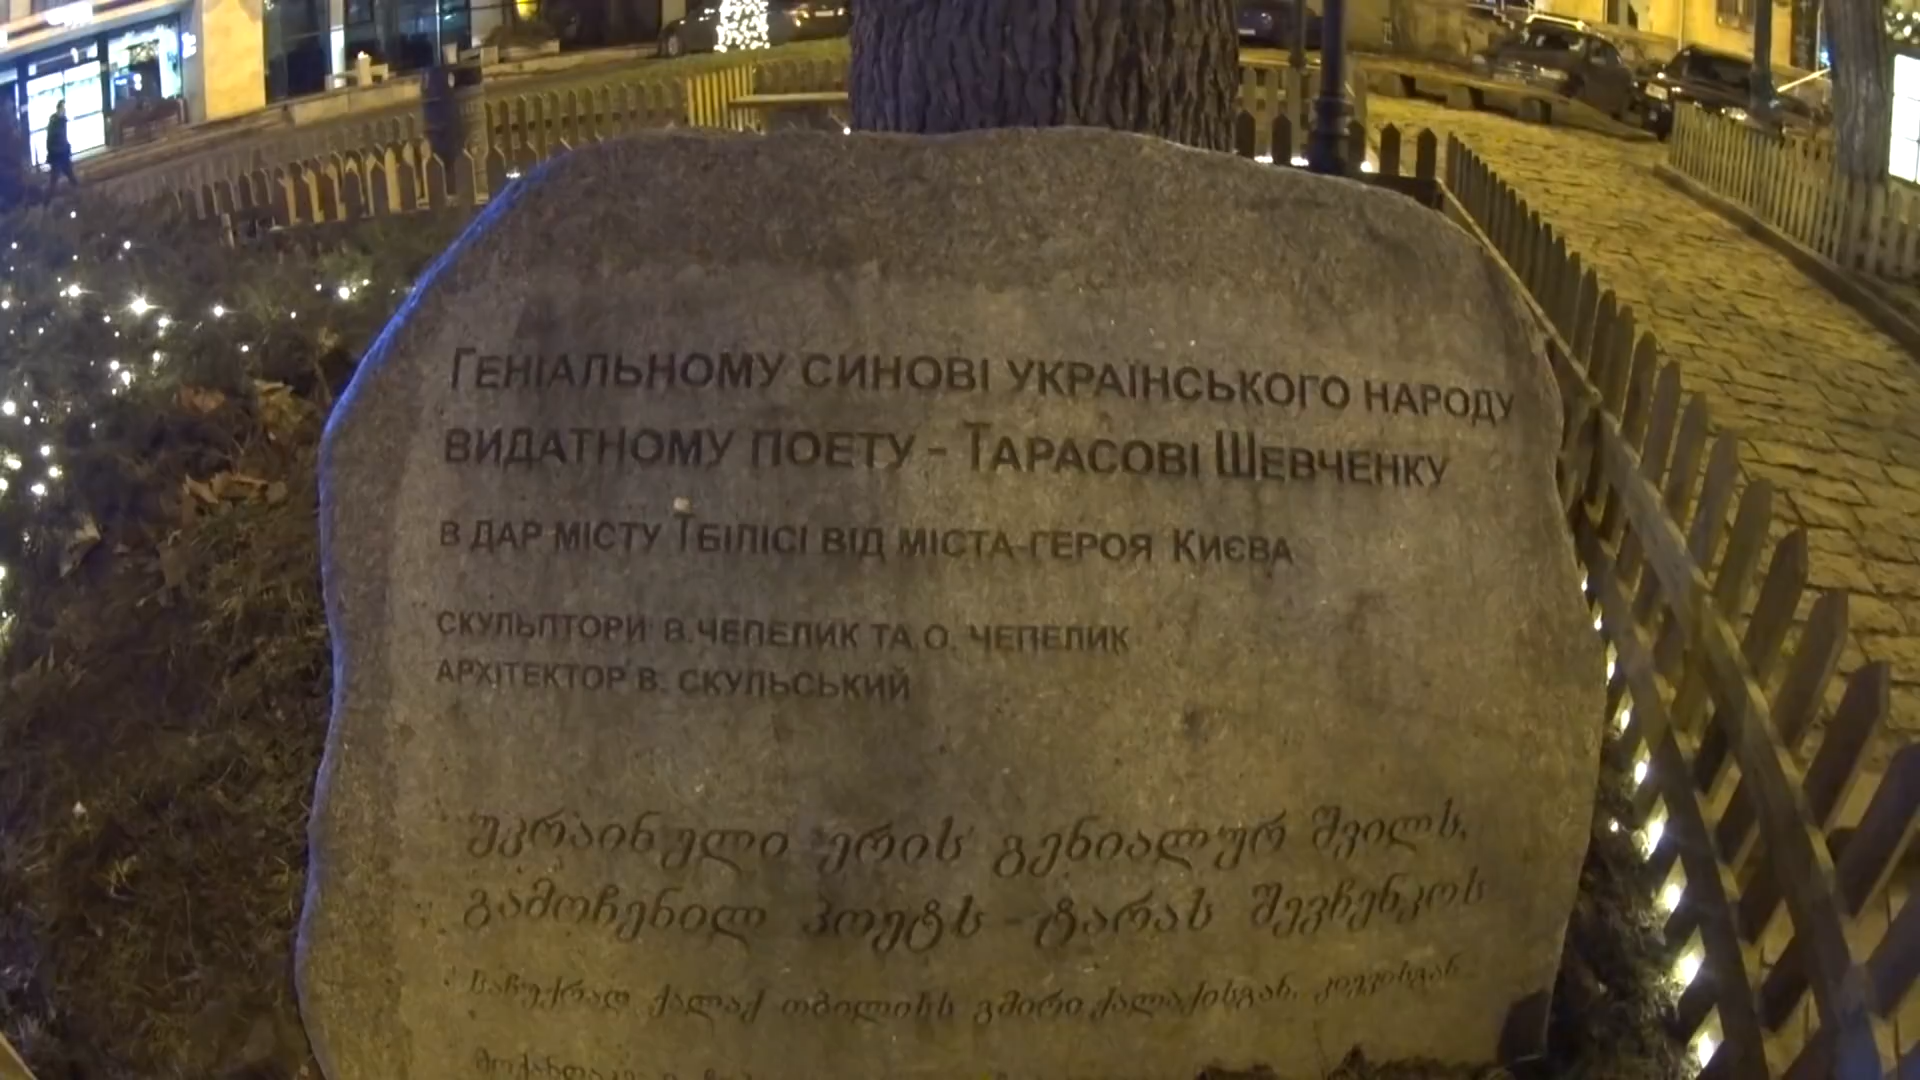 Геніальному синові українського народу
видатному поету - Тарасові Шевченку
в дар місту Тбілісі від міста-героя Києва
скульптори В.Чепелик та О. Чепелик
архітектор В. Скульський
უკრაინული ერის გენიალურ შვილს,
გამოჩენილ პოეტს - ტარას შევჩენკოს
საჩუქრად ქალაქ თბილისს გმირი ქალაქისგან, კიევისგან